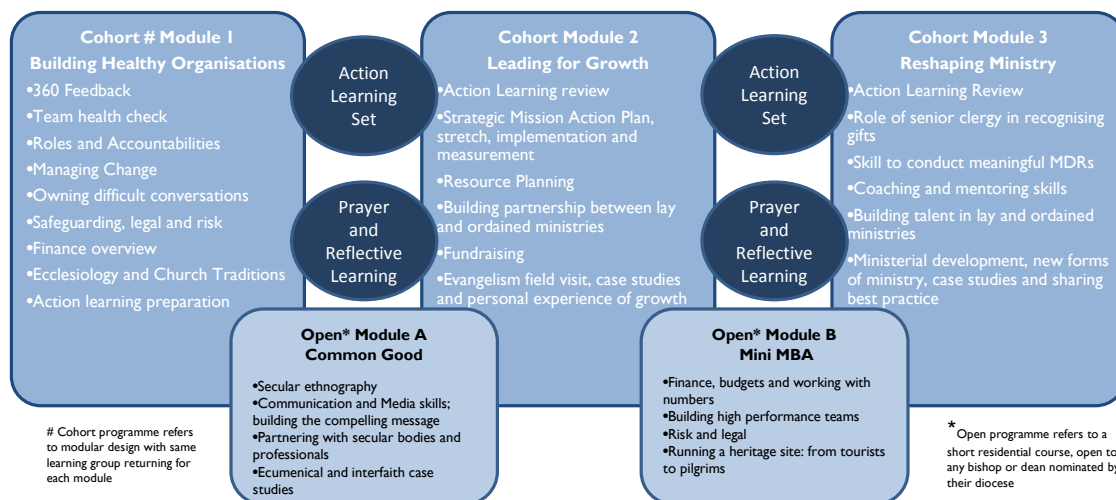 Cohort # Module 1
Building Healthy Organisations
•360 Feedback
•Team health check
•Roles and Accountabilities
•Managing Change
•Owning difficult conversations
•Safeguarding, legal and risk
•Finance overview
•Ecclesiology and Church Traditions
•Action learning preparation
Action
Learning
Set
Prayer
and
Reflective
Learning
Cohort Module 2
Leading for Growth
•Action Learning review
•Strategic Mission Action Plan,
stretch, implementation and
measurement
•Resource Planning
•Building partnership between lay
and ordained ministries
•Fundraising
•Evangelism field visit, case studies
and personal experience of growth
Action
Learning
Set
Prayer
and
Reflective
Learning
Cohort Module 3
Reshaping Ministry
•Action Learning Review
•Role of senior clergy in recognising
gifts
•Skill to conduct meaningful MDRs
•Coaching and mentoring skills
•Building talent in lay and ordained
ministries
•Ministerial development, new forms
of ministry, case studies and sharing
best practice
Open* Module A
Common Good
•Secular ethnography
•Communication and Media skills;
building the compelling message
•Partnering with secular bodies and
professionals
•Ecumenical and interfaith case
studies
Open* Module B
Mini MBA
•Finance, budgets and working with
numbers
•Building high performance teams
•Risk and legal
•Running a heritage site: from tourists
to pilgrims
# Cohort programme refers
to modular design with same
learning group returning for
each module
*Open programme refers to a
short residential course, open to
any bishop or dean nominated by
their diocese